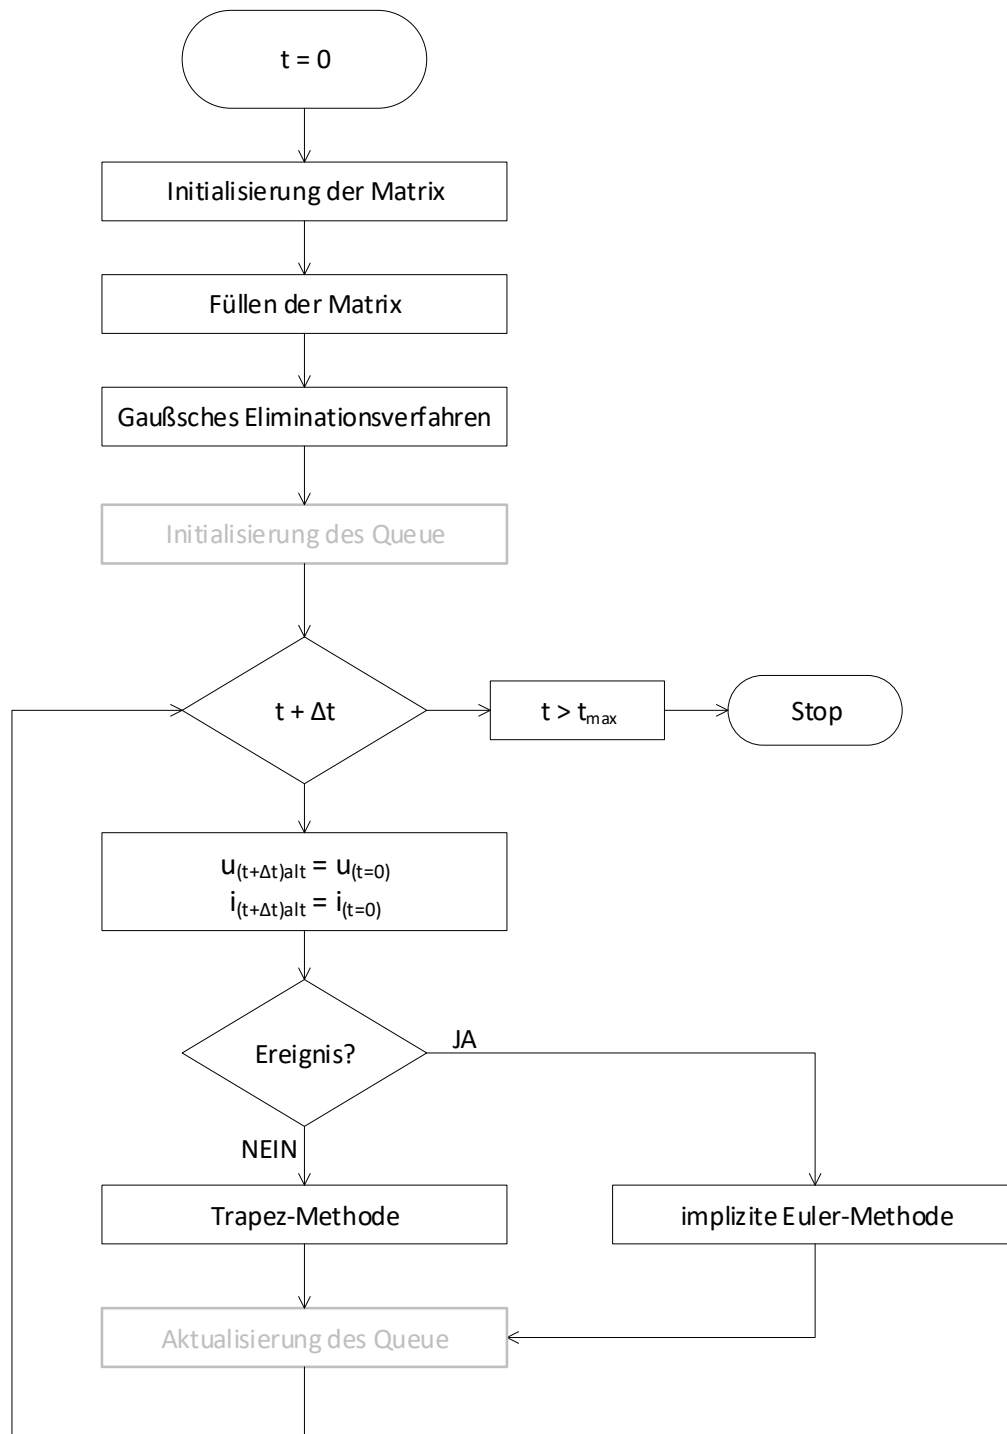 t = 0
Initialisierung der Matrix
Füllen der Matrix
Gaußsches Eliminationsverfahren
Initialisierung des Queue
t + Δt
t > tmax
Stop
u(t+Δt)alt = u(t=0)
i(t+Δt)alt = i(t=0)
Ereignis?
JA
NEIN
Trapez-Methode
implizite Euler-Methode
Aktualisierung des Queue